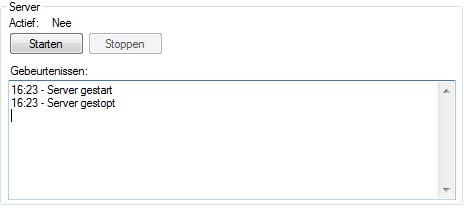 Server
Actief: Nee
Starten Stoppen
Gebeurtenissen:
16:23 - Server gestart
16:23 - Server gestopt